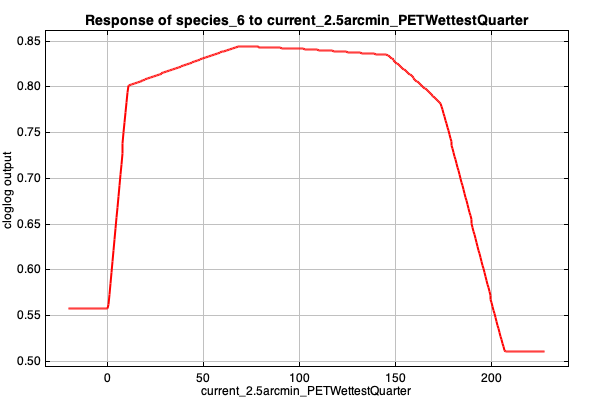 Response of species_6 to current_2.5arcmin_PETWettestQuarter
0.85
0.80
0.75
0.70
0.65
0.60
0.55
0.50
cloglog output
0 50 100 150 200
current_2.5arcmin_PETWettestQuarter